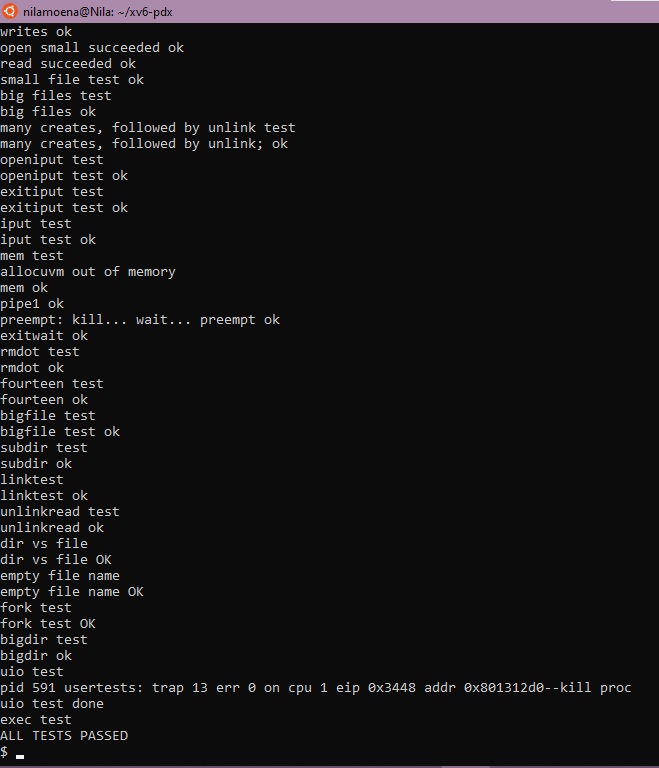 nilamoena@Nila: ~/xv6-pdx
writes ok
open small succeeded ok
read succeeded ok
small file test ok
big files test
big files ok
many creates, followed by unlink test
many creates, followed by unlink; ok
openiput test
openiput test ok
exitiput test
exitiput test ok
iput test
iput test ok
mem test
allocuvm out of memory
mem ok
pipe1 ok
preempt: kill... wait... preempt ok
exitwait ok
rmdot test
rmdot ok
fourteen test
fourteen ok
bigfile test
bigfile test ok
subdir test
subdir ok
linktest
linktest ok
unlinkread test
unlinkread ok
dir vs file
dir vs file OK
empty file name
empty file name OK
fork test
fork test OK
bigdir test
bigdir ok
uio test
pid 591 usertests: trap 13 err 0 on cpu 1 eip 0x3448 addr 0x801312d0--kill proc
uio test done
exec test
ALL TESTS PASSED
$